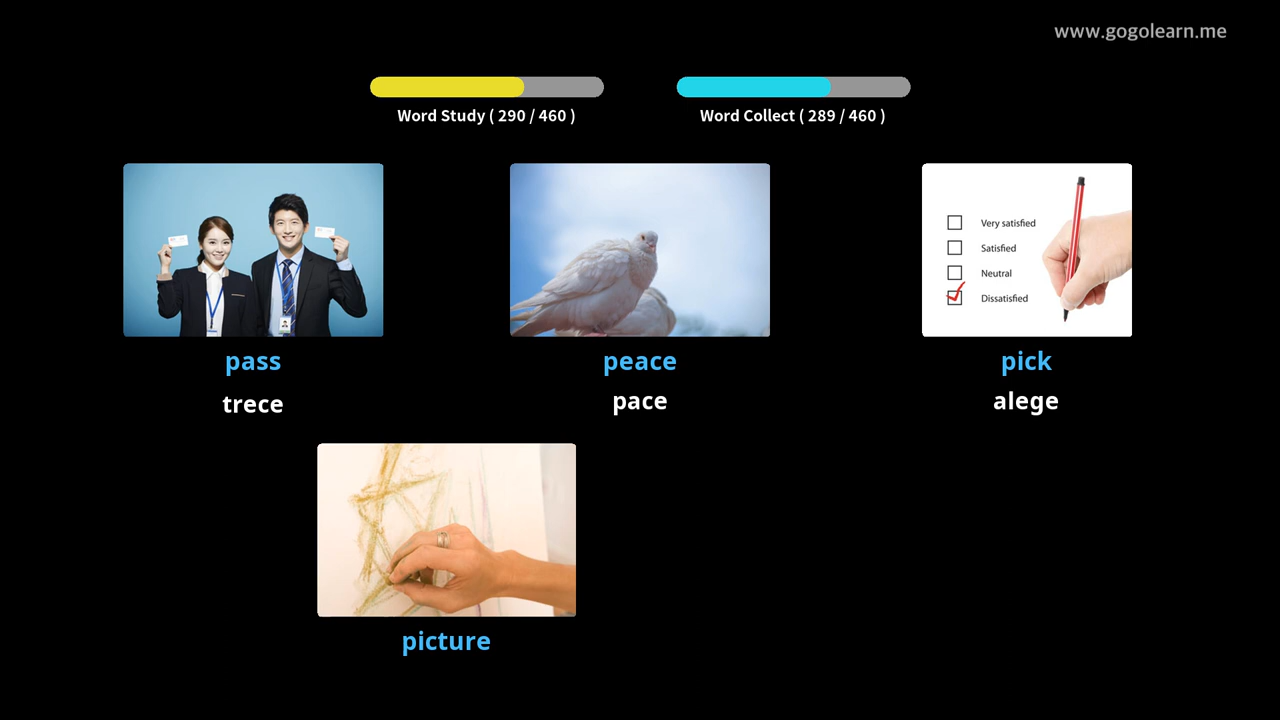 www.gogolearn.me
Word Study ( 290 / 460 )
Word Collect ( 289 / 460 )
Very satisfied
Satisfied
Neutral
Dissatisfied
pass
peace
pick
trece
pace
alege
picture